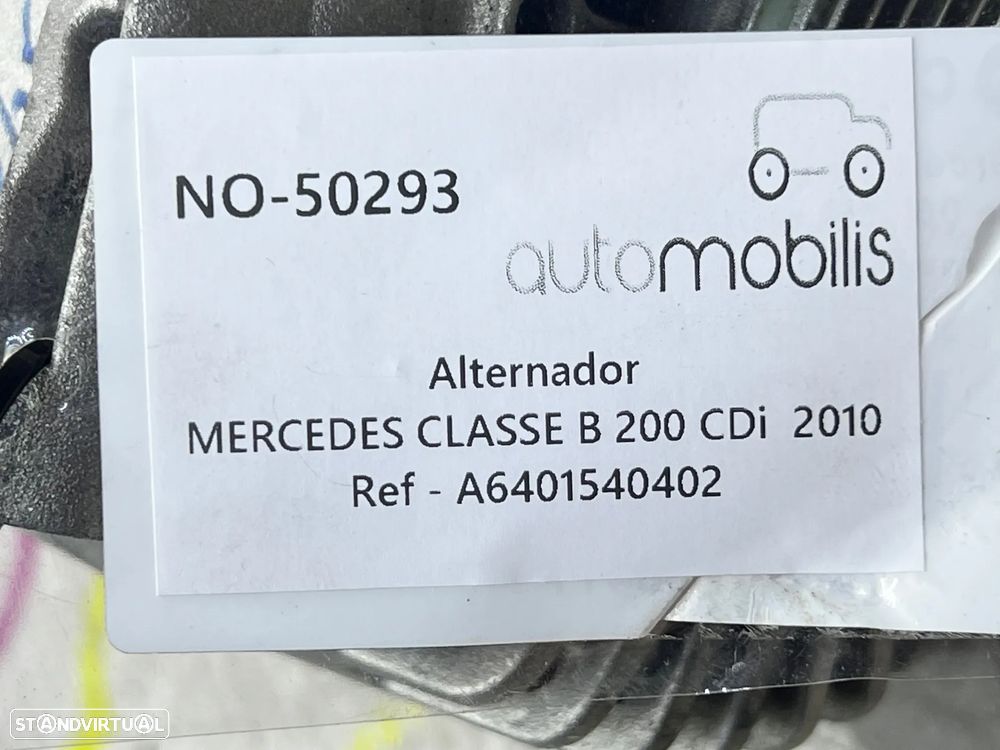 NO-50293
automobilis
Alternador
MERCEDES CLASSE B 200 CDi 2010
Ref - A6401540402
STANDVIRTUAL